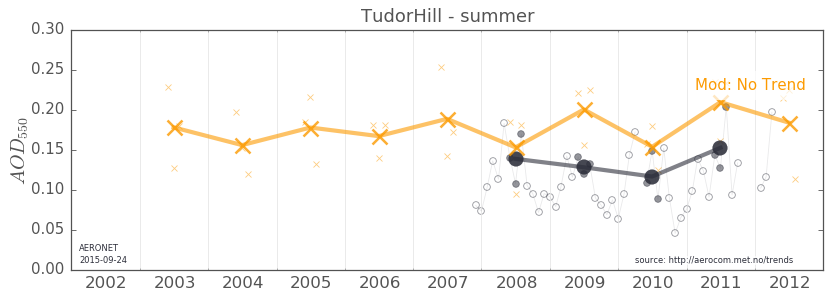 TudorHill - summer
0.30
0.25
0.20
0.15
0.10
0.05
0.00
AOD550
Mod: No Trend
AERONET
2015-09-24
source: http://aerocom.met.no/trends
2002 2003 2004 2005 2006 2007 2008 2009 2010 2011 2012